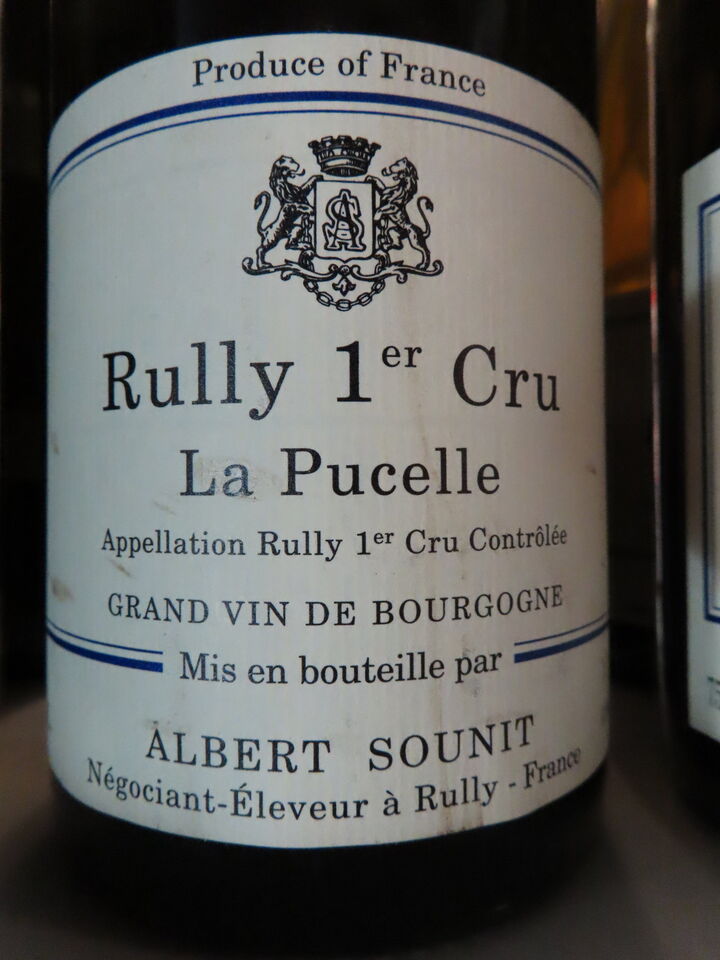 Produce of France
SA
Rully 1er Cru
La Pucelle
Appellation Rully 1er Cru Contrôlée
GRAND VIN DE BOURGOGNE
Mis en bouteille par
ALBERT SOUNIT
Négociant-Éleveur à Rully - France